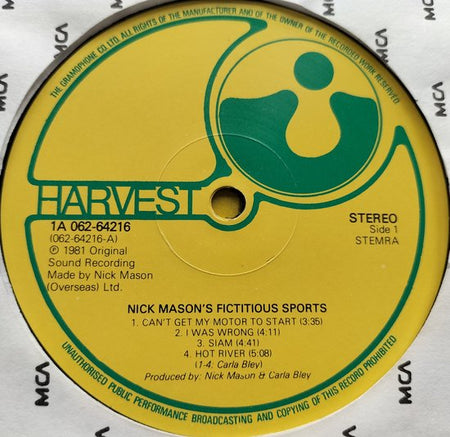 THE GRAMOPHONE CO. LTD. ALL RIGHTS OF THE MANUFACTURER AND OF THE OWNER OF THE RECORDED WORK RESERVED
MCA
MCA
MCA
MCA
MCA
HARVEST
1A 062-64216
(062-64216-A)
℗ 1981 Original
Sound Recording
Made by Nick Mason
(Overseas) Ltd.
STEREO
Side 1
STEMRA
NICK MASON'S FICTITIOUS SPORTS
1. CAN'T GET MY MOTOR TO START (3:35)
2. I WAS WRONG (4:11)
3. SIAM (4:41)
4. HOT RIVER (5:08)
(1-4: Carla Bley)
Produced by: Nick Mason & Carla Bley
UNAUTHORISED PUBLIC PERFORMANCE BROADCASTING AND COPYING OF THIS RECORD PROHIBITED
MCA
MCA